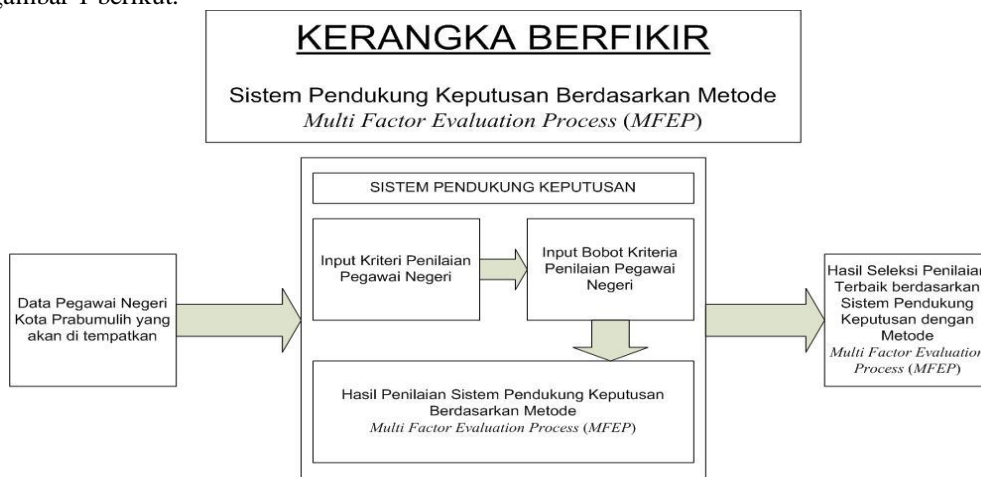 gambar 1 berikut.
KERANGKA BERFIKIR
Sistem Pendukung Keputusan Berdasarkan Metode
Multi Factor Evaluation Process (MFEP)
SISTEM PENDUKUNG KEPUTUSAN
Data Pegawai Negeri
Kota Prabumulih yang
akan di tempatkan
Input Kriteri Penilaian
Pegawai Negeri
Input Bobot Kriteria
Penilaian Pegawai
Negeri
Hasil Penilaian Sistem Pendukung Keputusan
Berdasarkan Metode
Multi Factor Evaluation Process (MFEP)
Hasil Seleksi Penilaian
Terbaik berdasarkan
Sistem Pendukung
Keputusan dengan
Metode
Multi Factor Evaluation
Process (MFEP)